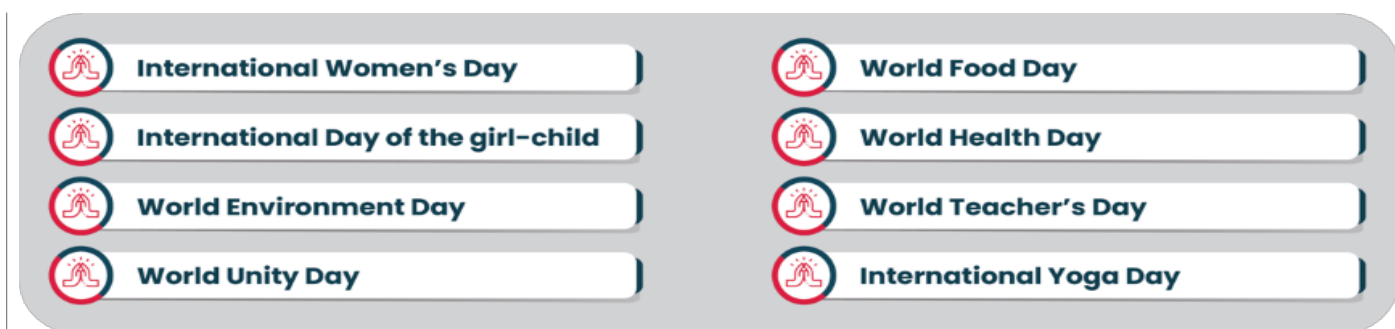 International Women's Day
International Day of the girl-child
World Environment Day
World Unity Day
World Food Day
World Health Day
World Teacher's Day
International Yoga Day